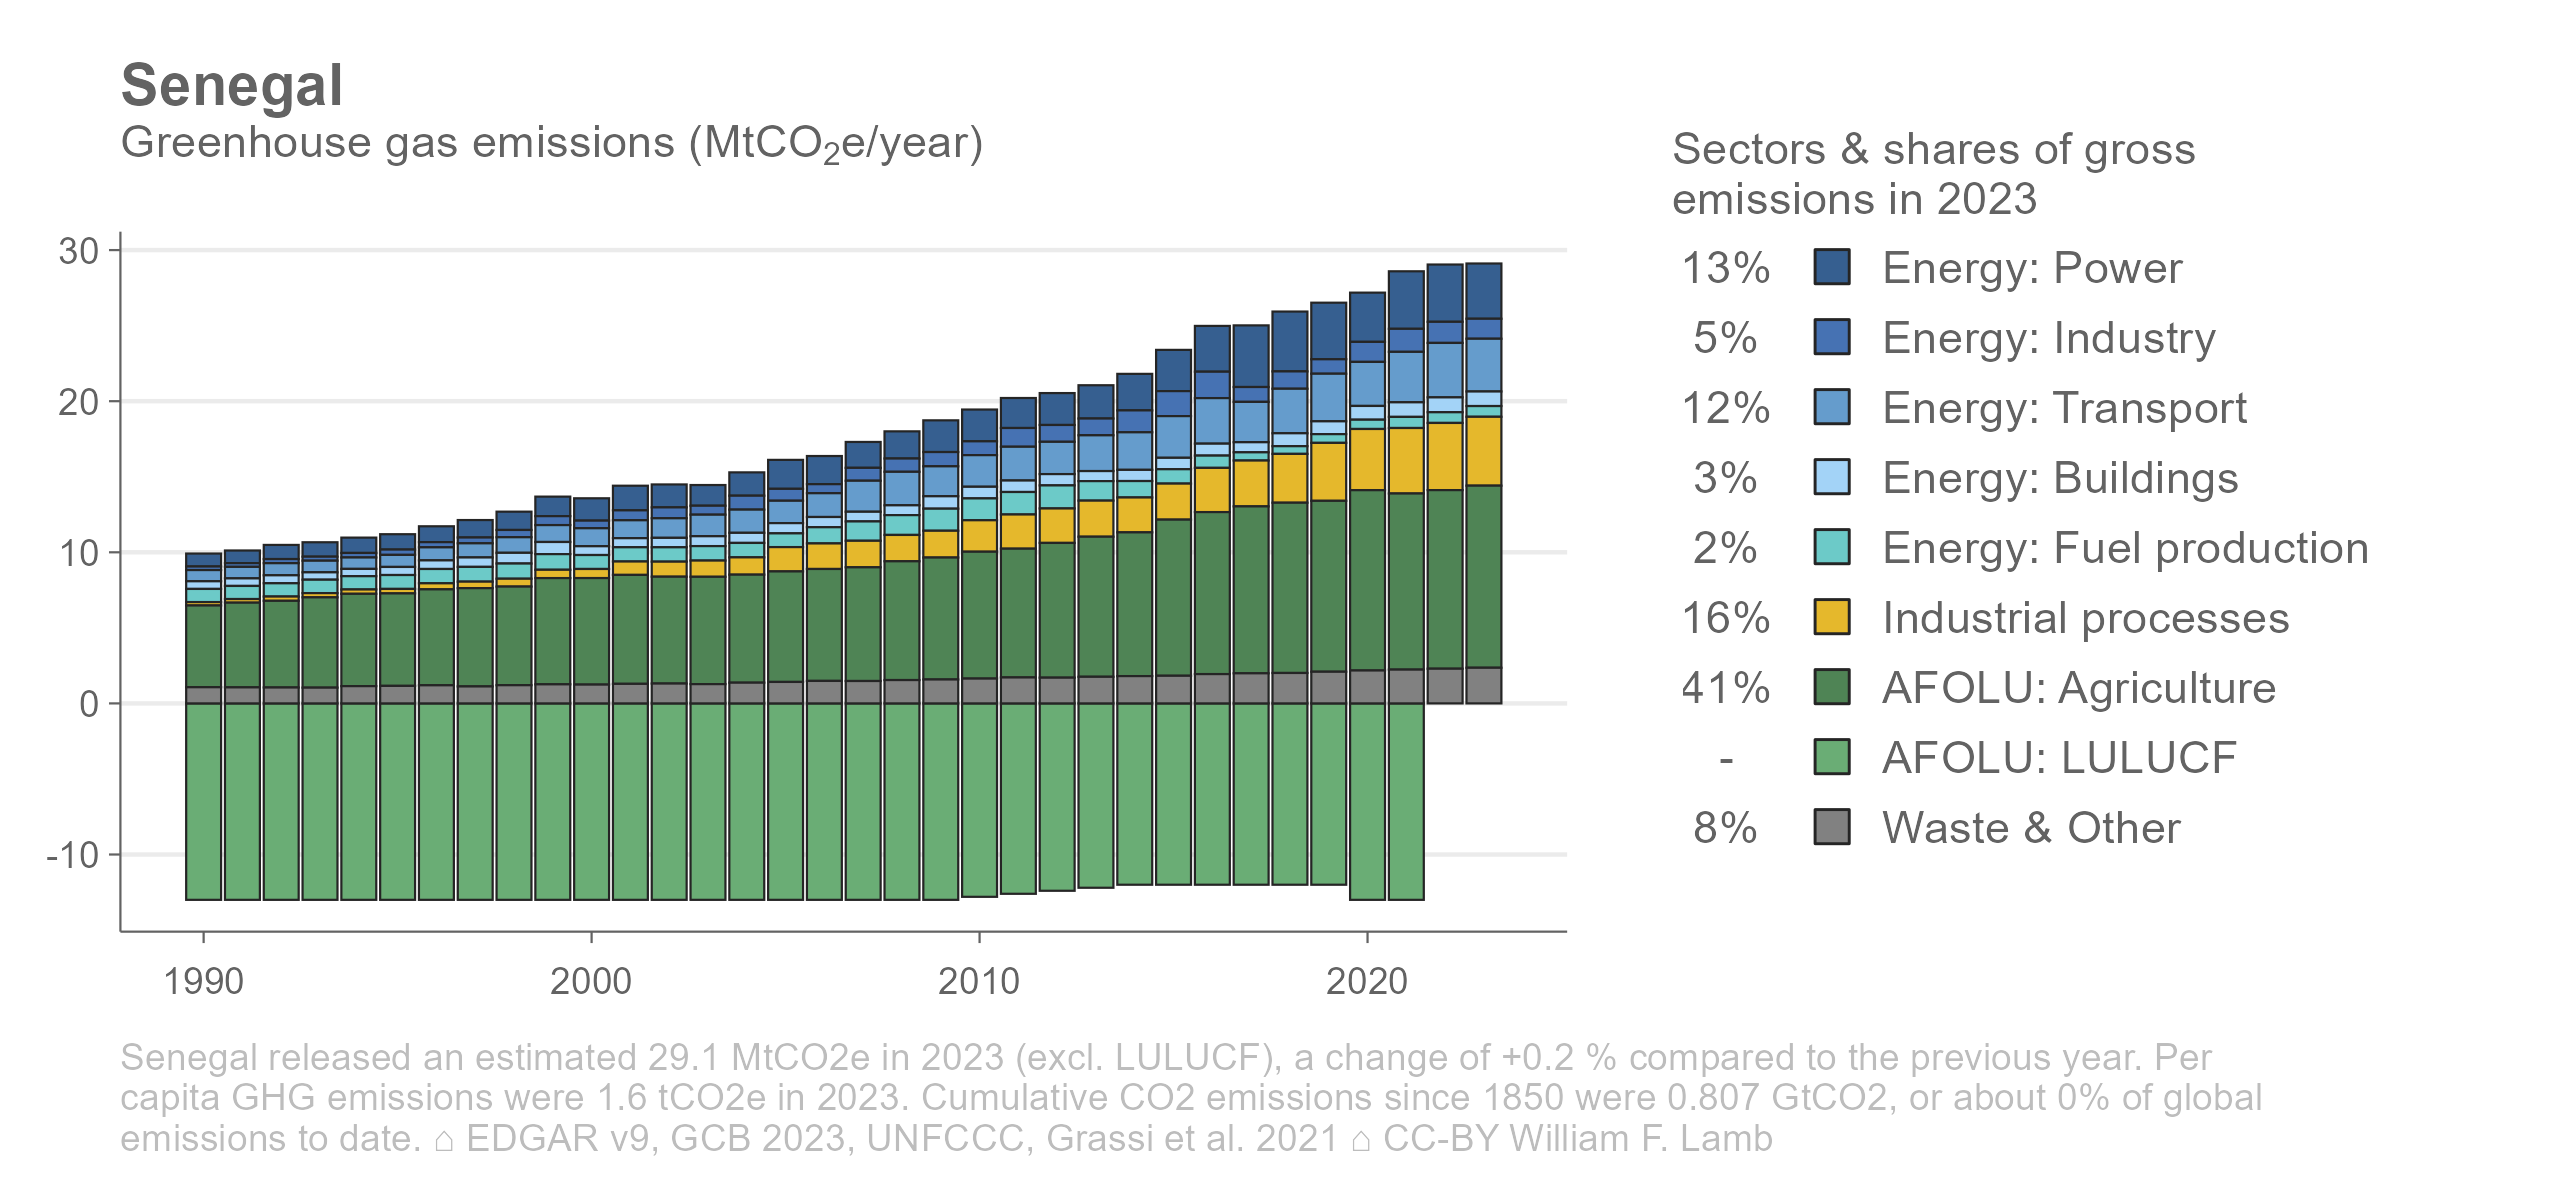 Senegal
Greenhouse gas emissions (MtCO₂e/year)
30
20
10
0
-10
1990
2000
2010
2020
Sectors & shares of gross
emissions in 2023
13% Energy: Power
5% Energy: Industry
12% Energy: Transport
3% Energy: Buildings
2% Energy: Fuel production
16% Industrial processes
41% AFOLU: Agriculture
- AFOLU: LULUCF
8% Waste & Other
Senegal released an estimated 29.1 MtCO2e in 2023 (excl. LULUCF), a change of +0.2 % compared to the previous year. Per
capita GHG emissions were 1.6 tCO2e in 2023. Cumulative CO2 emissions since 1850 were 0.807 GtCO2, or about 0% of global
emissions to date. ⌂ EDGAR v9, GCB 2023, UNFCCC, Grassi et al. 2021 ⌂ CC-BY William F. Lamb